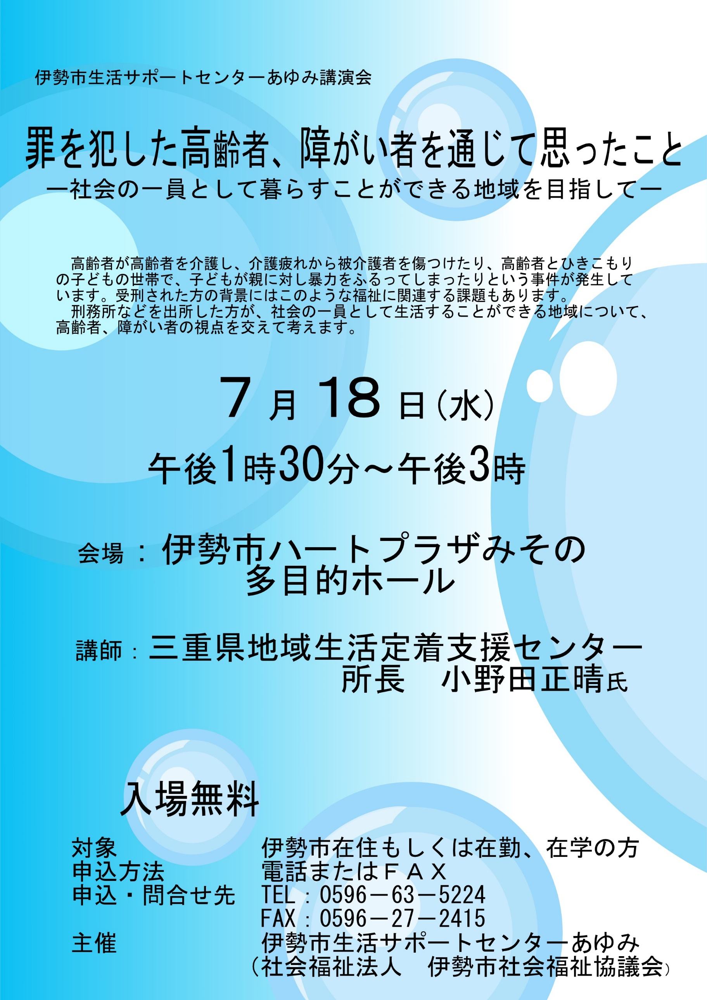 伊勢市生活サポートセンターあゆみ講演会
罪を犯した高齢者、障がい者を通じて思ったこと
―社会の一員として暮らすことができる地域を目指して―
高齢者が高齢者を介護し、介護疲れから被介護者を傷つけたり、高齢者とひきこもり
の子どもの世帯で、子どもが親に対し暴力をふるってしまったりという事件が発生して
います。受刑された方の背景にはこのような福祉に関連する課題もあります。
刑務所などを出所した方が、社会の一員として生活することができる地域について、
高齢者、障がい者の視点を交えて考えます。
7月18日(水)
午後1時30分～午後3時
会場：伊勢市ハートプラザみその
多目的ホール
講師：三重県地域生活定着支援センター
所長　小野田正晴氏
入場無料
対象　伊勢市在住もしくは在勤、在学の方
申込方法　電話またはＦＡＸ
申込・問合せ先　TEL：0596－63－5224
FAX：0596－27－2415
主催　伊勢市生活サポートセンターあゆみ
（社会福祉法人　伊勢市社会福祉協議会）